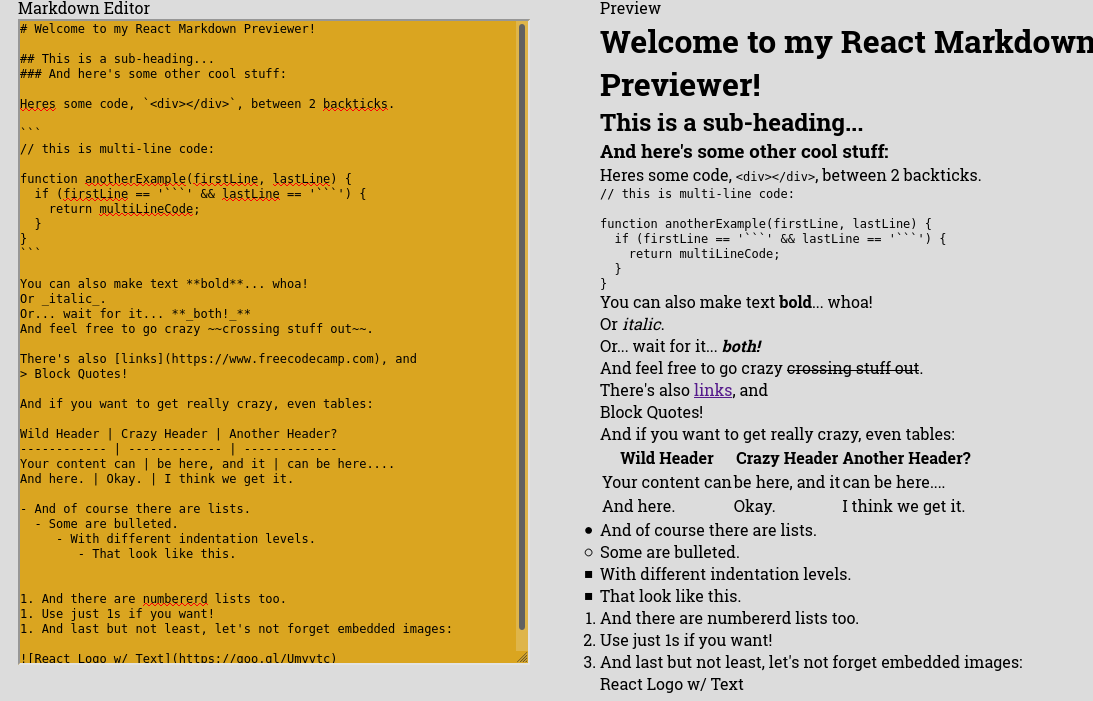 Markdown Editor
# Welcome to my React Markdown Previewer!
## This is a sub-heading...
### And here's some other cool stuff:
Heres some code, `<div></div>`, between 2 backticks.
```
// this is multi-line code:
function anotherExample(firstLine, lastLine) {
  if (firstLine == '```' && lastLine == '```') {
    return multiLineCode;
  }
}
```
You can also make text **bold**... whoa!
Or _italic_.
Or... wait for it... **_both!_**
And feel free to go crazy ~~crossing stuff out~~.
There's also [links](https://www.freecodecamp.com), and
> Block Quotes!
And if you want to get really crazy, even tables:
Wild Header | Crazy Header | Another Header?
------------ | ------------- | -------------
Your content can | be here, and it | can be here....
And here. | Okay. | I think we get it.
- And of course there are lists.
  - Some are bulleted.
     - With different indentation levels.
        - That look like this.
1. And there are numbererd lists too.
1. Use just 1s if you want!
1. And last but not least, let's not forget embedded images:
![React Logo w/ Text](https://goo.gl/Umyytc)
Preview
Welcome to my React Markdown
Previewer!
This is a sub-heading...
And here's some other cool stuff:
Heres some code, <div></div>, between 2 backticks.
// this is multi-line code:
function anotherExample(firstLine, lastLine) {
  if (firstLine == '```' && lastLine == '```') {
    return multiLineCode;
  }
}
You can also make text bold... whoa!
Or italic.
Or... wait for it... both!
And feel free to go crazy crossing stuff out.
There's also links, and
Block Quotes!
And if you want to get really crazy, even tables:
Wild Header Crazy Header Another Header?
Your content can be here, and it can be here....
And here. Okay. I think we get it.
● And of course there are lists.
○ Some are bulleted.
■ With different indentation levels.
■ That look like this.
1. And there are numbererd lists too.
2. Use just 1s if you want!
3. And last but not least, let's not forget embedded images:
React Logo w/ Text